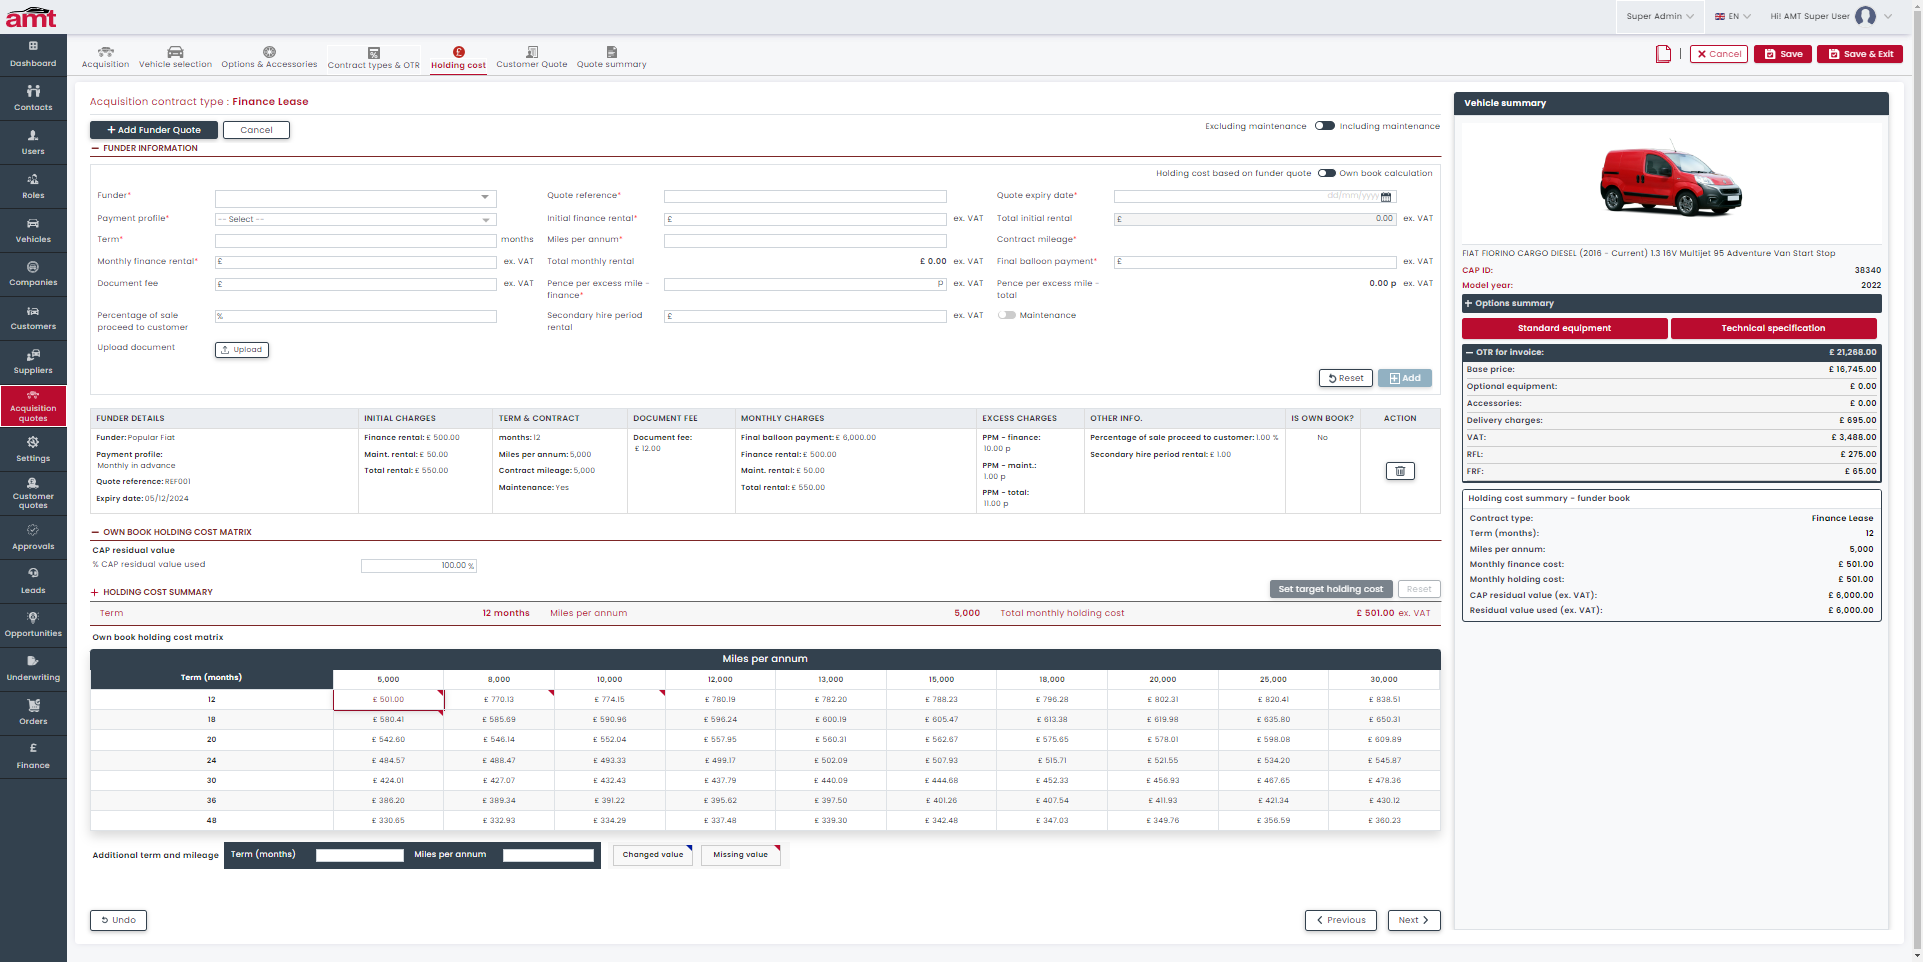 amt
Super Admin
EN
Hi! AMT Super User
Dashboard
Contacts
Users
Roles
Vehicles
Companies
Customers
Suppliers
Acquisition
quotes
Settings
Customer
quotes
Approvals
Leads
Opportunities
Underwriting
Orders
Finance
Acquisition
Vehicle selection
Options & Accessories
Contract types & OTR
Holding cost
Customer Quote
Quote summary
Cancel
Save
Save & Exit
Acquisition contract type : Finance Lease
+ Add Funder Quote
Cancel
Excluding maintenance
Including maintenance
FUNDER INFORMATION
Holding cost based on funder quote
Own book calculation
Funder*
Quote reference*
Quote expiry date* dd/mm/yyyy
Payment profile* -- Select --
Initial finance rental* £ ex. VAT
Total initial rental £ 0.00 ex. VAT
Term* months
Miles per annum*
Contract mileage*
Monthly finance rental* £ ex. VAT
Total monthly rental £ 0.00 ex. VAT
Final balloon payment* £ ex. VAT
Document fee £ ex. VAT
Pence per excess mile -
finance* p ex. VAT
Pence per excess mile -
total 0.00 p ex. VAT
Percentage of sale
proceed to customer %
Secondary hire period
rental £ ex. VAT
Maintenance
Upload document Upload
Reset
Add
FUNDER DETAILS INITIAL CHARGES TERM & CONTRACT DOCUMENT FEE MONTHLY CHARGES EXCESS CHARGES OTHER INFO. IS OWN BOOK? ACTION
Funder: Popular Fiat
Payment profile:
Monthly in advance
Quote reference: REF001
Expiry date: 05/12/2024
Finance rental: £ 500.00
Maint. rental: £ 50.00
Total rental: £ 550.00
months: 12
Miles per annum: 5,000
Contract mileage: 5,000
Maintenance: Yes
Document fee:
£ 12.00
Final balloon payment: £ 6,000.00
Finance rental: £ 500.00
Maint. rental: £ 50.00
Total rental: £ 550.00
PPM - finance:
10.00 p
PPM - maint.:
1.00 p
PPM - total:
11.00 p
Percentage of sale proceed to customer: 1.00 %
Secondary hire period rental: £ 1.00
No
OWN BOOK HOLDING COST MATRIX
CAP residual value
% CAP residual value used 100.00 %
HOLDING COST SUMMARY
Set target holding cost
Reset
Term 12 months Miles per annum 5,000 Total monthly holding cost £ 501.00 ex. VAT
Own book holding cost matrix
Miles per annum
Term (months) 5,000 8,000 10,000 12,000 13,000 15,000 18,000 20,000 25,000 30,000
12 £ 501.00 £ 770.13 £ 774.15 £ 780.19 £ 782.20 £ 788.23 £ 796.28 £ 802.31 £ 820.41 £ 838.51
18 £ 580.41 £ 585.69 £ 590.96 £ 596.24 £ 600.19 £ 605.47 £ 613.38 £ 619.98 £ 635.80 £ 650.31
20 £ 542.60 £ 546.14 £ 552.04 £ 557.95 £ 560.31 £ 562.67 £ 575.65 £ 578.01 £ 598.08 £ 609.89
24 £ 484.57 £ 488.47 £ 493.33 £ 499.17 £ 502.09 £ 507.93 £ 515.71 £ 521.55 £ 534.20 £ 545.87
30 £ 424.01 £ 427.07 £ 432.43 £ 437.79 £ 440.09 £ 444.68 £ 452.33 £ 456.93 £ 467.65 £ 478.36
36 £ 386.20 £ 389.34 £ 391.22 £ 395.62 £ 397.50 £ 401.26 £ 407.54 £ 411.93 £ 421.34 £ 430.12
48 £ 330.65 £ 332.93 £ 334.29 £ 337.48 £ 339.30 £ 342.48 £ 347.03 £ 349.76 £ 356.59 £ 360.23
Additional term and mileage Term (months) Miles per annum Changed value Missing value
Undo
Previous
Next
Vehicle summary
FIAT FIORINO CARGO DIESEL (2016 - Current) 1.3 16V Multijet 95 Adventure Van Start Stop
CAP ID: 38340
Model year: 2022
+ Options summary
Standard equipment
Technical specification
OTR for invoice: £ 21,268.00
Base price: £ 16,745.00
Optional equipment: £ 0.00
Accessories: £ 0.00
Delivery charges: £ 695.00
VAT: £ 3,488.00
RFL: £ 275.00
FRF: £ 65.00
Holding cost summary - funder book
Contract type: Finance Lease
Term (months): 12
Miles per annum: 5,000
Monthly finance cost: £ 501.00
Monthly holding cost: £ 501.00
CAP residual value (ex. VAT): £ 6,000.00
Residual value used (ex. VAT): £ 6,000.00